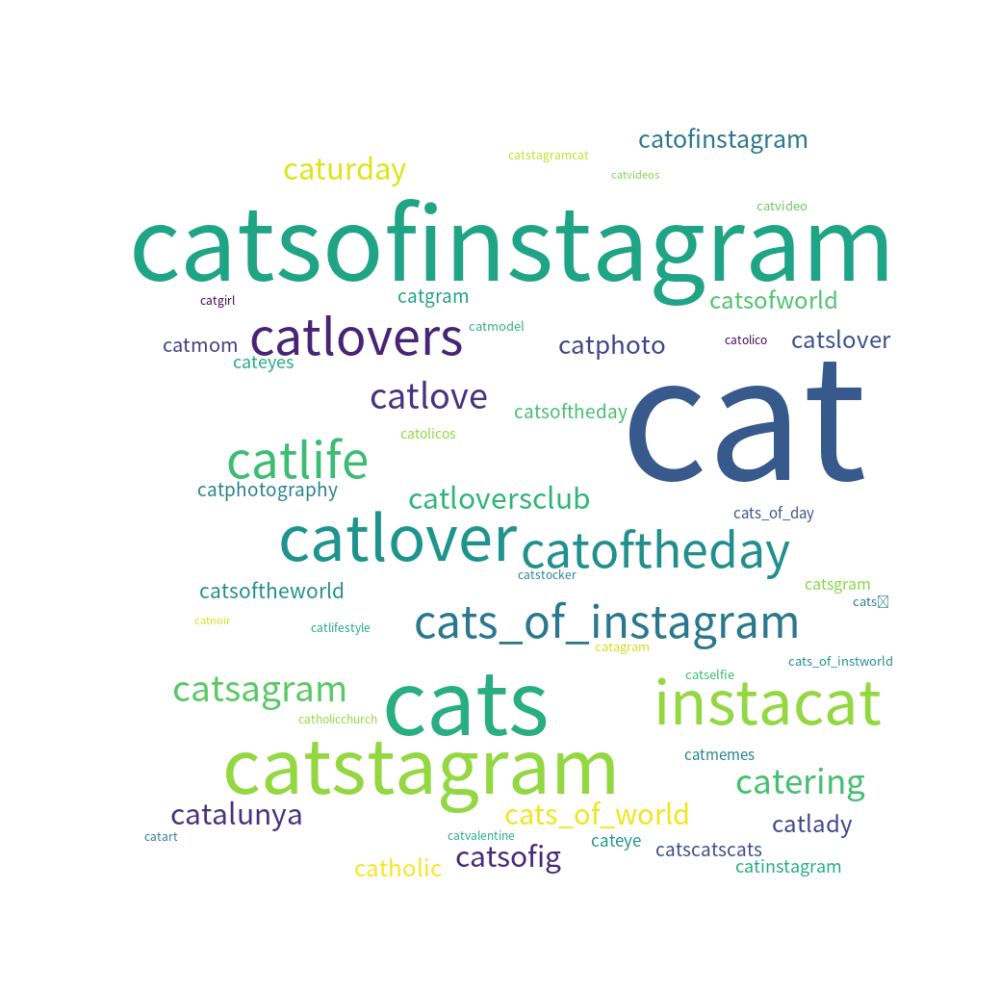 catofinstagram
catstagramcat
caturday
catvideos
catvideo
catsofinstagram
catgirl
catgram
catsofworld
catmodel
catlovers
catmom
catphoto
catolico
catslover
cateyes
catlove
catsoftheday
cat
catolicos
catlife
catphotography
catloversclub
cats_of_day
catlover
catoftheday
catstocker
catsgram
catsoftheworld
cats
catnoir
catlifestyle
cats_of_instagram
catagram
cats_of_instworld
catselfie
catsagram
cats
instacat
catholicchurch
catstagram
catmemes
catering
catalunya
cats_of_world
catlady
catart
catvalentine
cateye
catscatscats
catsofig
catholic
catinstagram